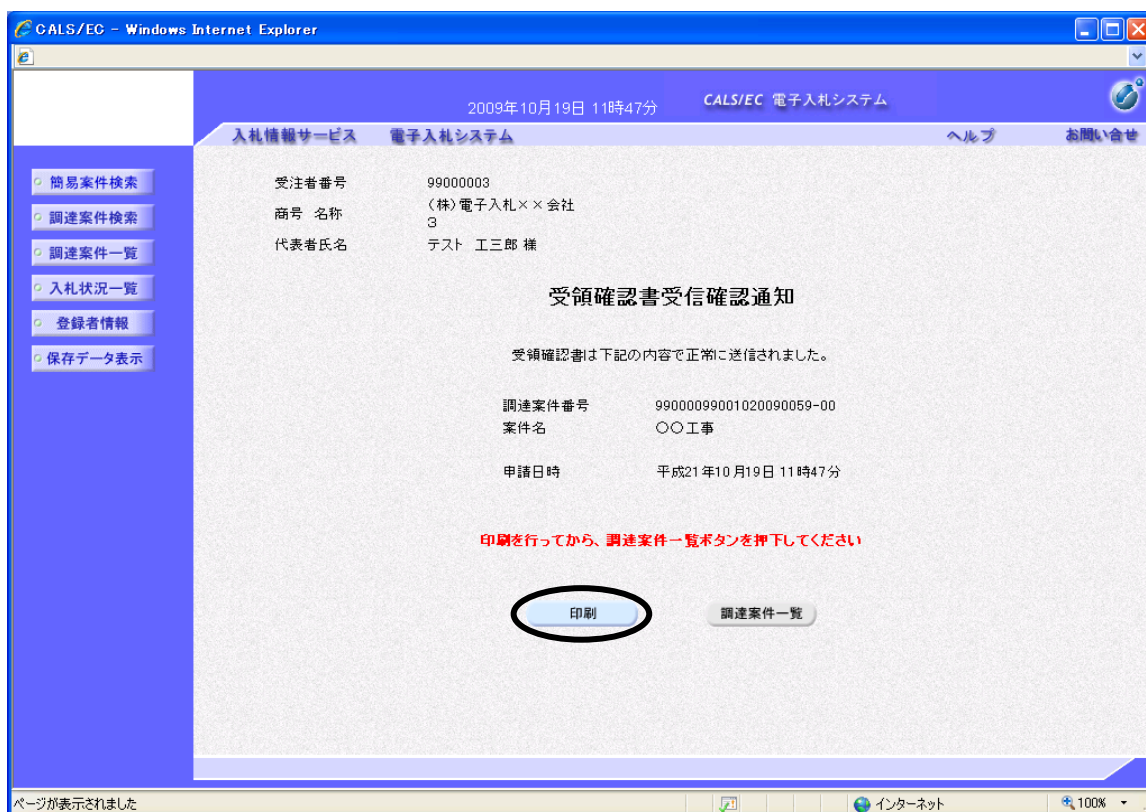 CALS/EC - Windows Internet Explorer
2009年10月19日 11時47分
CALS/EC 電子入札システム
入札情報サービス 電子入札システム ヘルプ お問い合せ
簡易案件検索
調達案件検索
調達案件一覧
入札状況一覧
登録者情報
保存データ表示
受注者番号 99000003
商号 名称 (株)電子入札××会社
3
代表者氏名 テスト 工三郎 様
受領確認書受信確認通知
受領確認書は下記の内容で正常に送信されました。
調達案件番号 99000099001020090059-00
案件名 〇〇工事
申請日時 平成21年10月19日 11時47分
印刷を行ってから、調達案件一覧ボタンを押下してください
印刷 調達案件一覧
ページが表示されました インターネット 100%